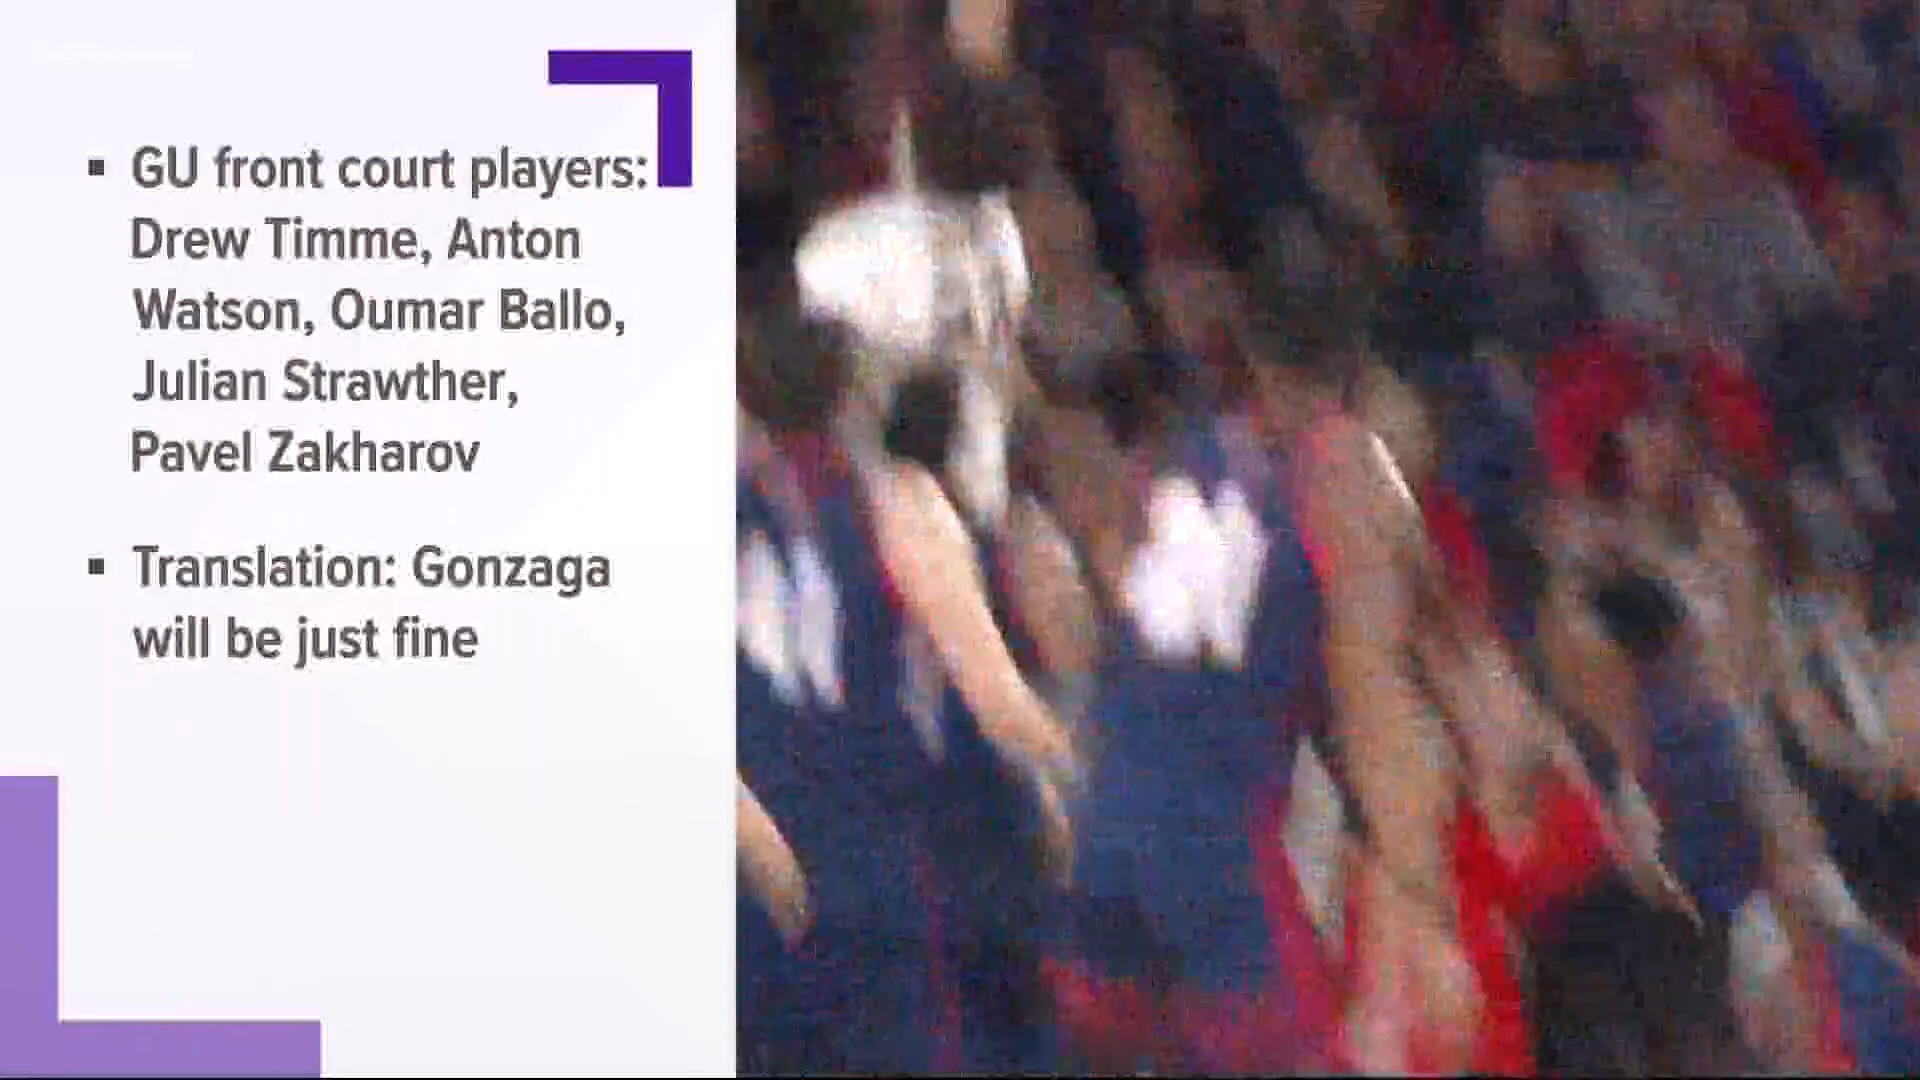 ▪ GU front court players:
Drew Timme, Anton
Watson, Oumar Ballo,
Julian Strawther,
Pavel Zakharov
▪ Translation: Gonzaga
will be just fine